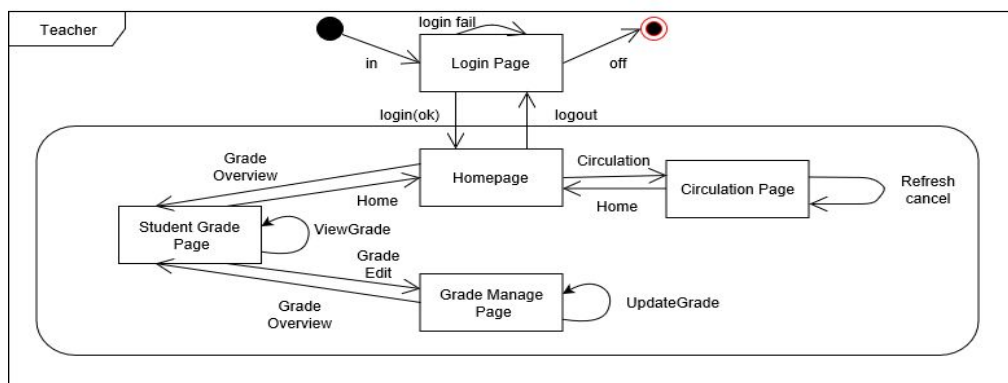 Teacher
login fail
in
Login Page
off
login(ok)
logout
Grade
Overview
Homepage
Circulation
Circulation Page
Refresh
cancel
Home
Home
Student Grade
Page
ViewGrade
Grade
Edit
Grade
Overview
Grade Manage
Page
UpdateGrade